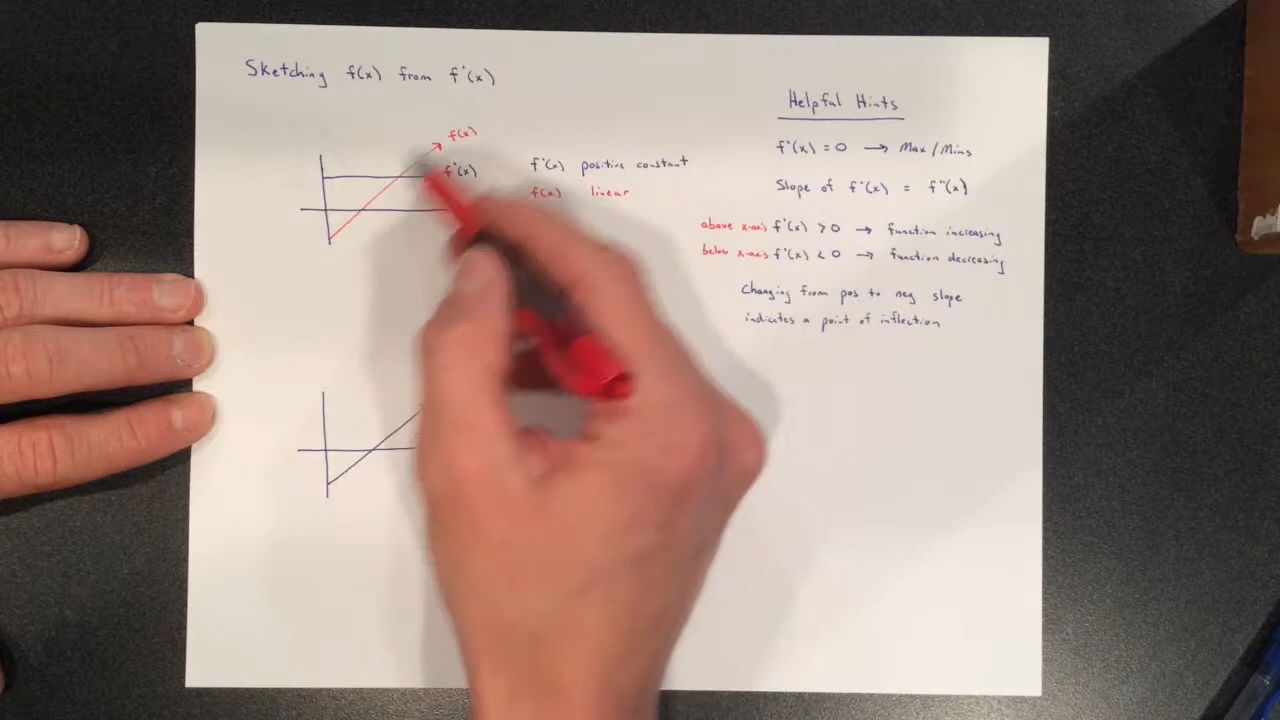 Sketching f(x) from f'(x)
f(x)
f'(x)
f'(x) positive constant
f(x) linear
Helpful Hints
f'(x) = 0 → Max/Mins
Slope of f'(x) = f"(x)
above x-axis f'(x) > 0 → function increasing
below x-axis f'(x) < 0 → function decreasing
Changing from pos to neg slope
indicates a point of inflection